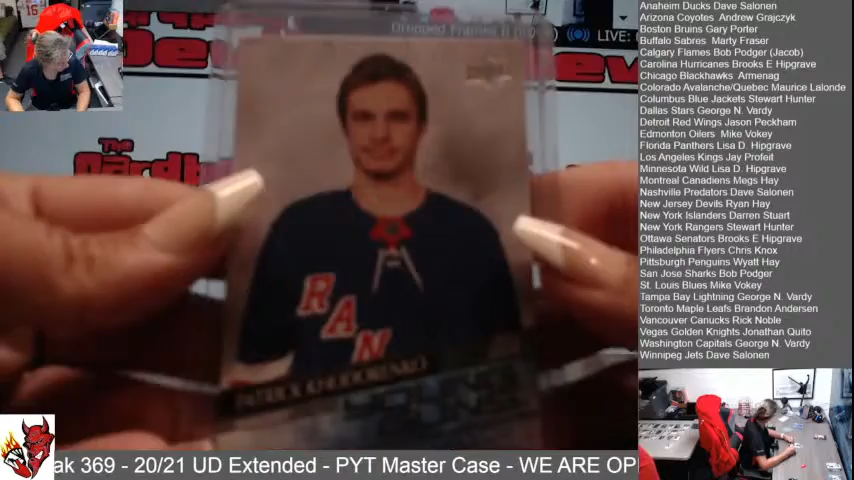 Anaheim Ducks Dave Salonen
Arizona Coyotes Andrew Grajczyk
Boston Bruins Gary Porter
Buffalo Sabres Marty Fraser
Calgary Flames Bob Podger (Jacob)
Carolina Hurricanes Brooks E Hipgrave
Chicago Blackhawks Armenag
Colorado Avalanche/Quebec Maurice Lalonde
Columbus Blue Jackets Stewart Hunter
Dallas Stars George N. Vardy
Detroit Red Wings Jason Peckham
Edmonton Oilers Mike Vokey
Florida Panthers Lisa D. Hipgrave
Los Angeles Kings Jay Profeit
Minnesota Wild Lisa D. Hipgrave
Montreal Canadiens Megs Hay
Nashville Predators Dave Salonen
New Jersey Devils Ryan Hay
New York Islanders Darren Stuart
New York Rangers Stewart Hunter
Ottawa Senators Brooks E Hipgrave
Philadelphia Flyers Chris Knox
Pittsburgh Penguins Wyatt Hay
San Jose Sharks Bob Podger
St. Louis Blues Mike Vokey
Tampa Bay Lightning George N. Vardy
Toronto Maple Leafs Brandon Andersen
Vancouver Canucks Rick Noble
Vegas Golden Knights Jonathan Quito
Washington Capitals George N. Vardy
Winnipeg Jets Dave Salonen
Dropped Frames 0
LIVE:
The
Cardb
RAN
ak 369 - 20/21 UD Extended - PYT Master Case - WE ARE OP